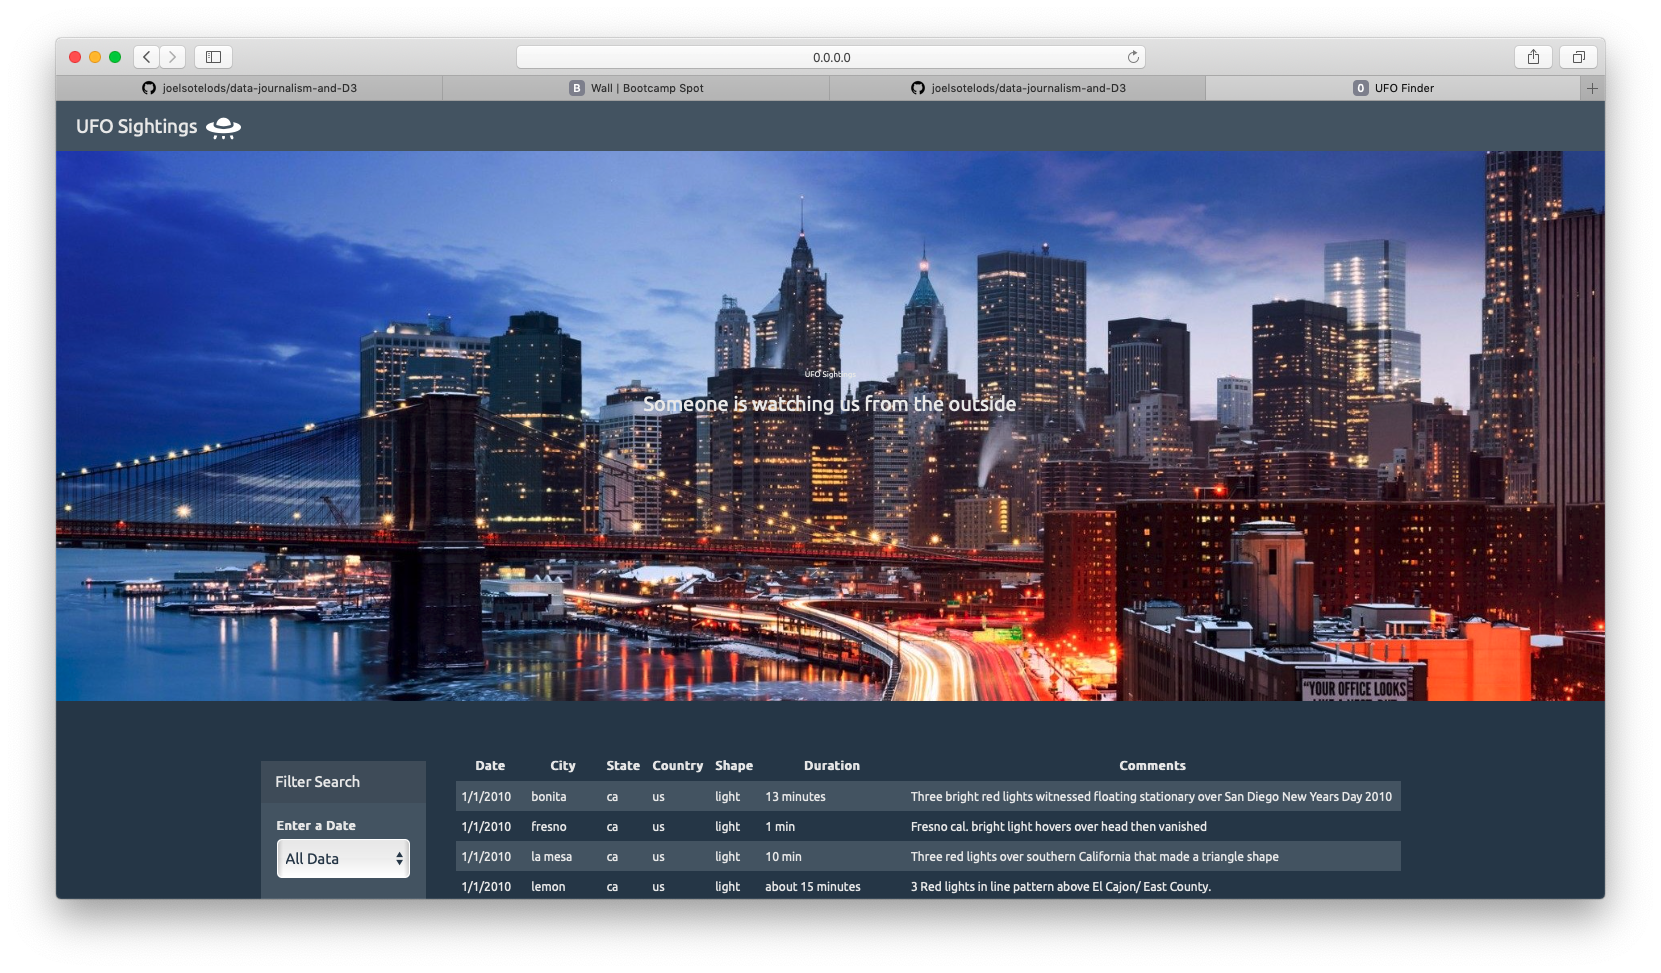 0.0.0.0
joelsotelods/data-journalism-and-D3
B Wall | Bootcamp Spot
joelsotelods/data-journalism-and-D3
0 UFO Finder
UFO Sightings
UFO Sightings
Someone is watching us from the outside
"YOUR OFFICE LOOKS
Filter Search
Enter a Date
All Data
Date City State Country Shape Duration Comments
1/1/2010 bonita ca us light 13 minutes Three bright red lights witnessed floating stationary over San Diego New Years Day 2010
1/1/2010 fresno ca us light 1 min Fresno cal. bright light hovers over head then vanished
1/1/2010 la mesa ca us light 10 min Three red lights over southern California that made a triangle shape
1/1/2010 lemon ca us light about 15 minutes 3 Red lights in line pattern above El Cajon/ East County.